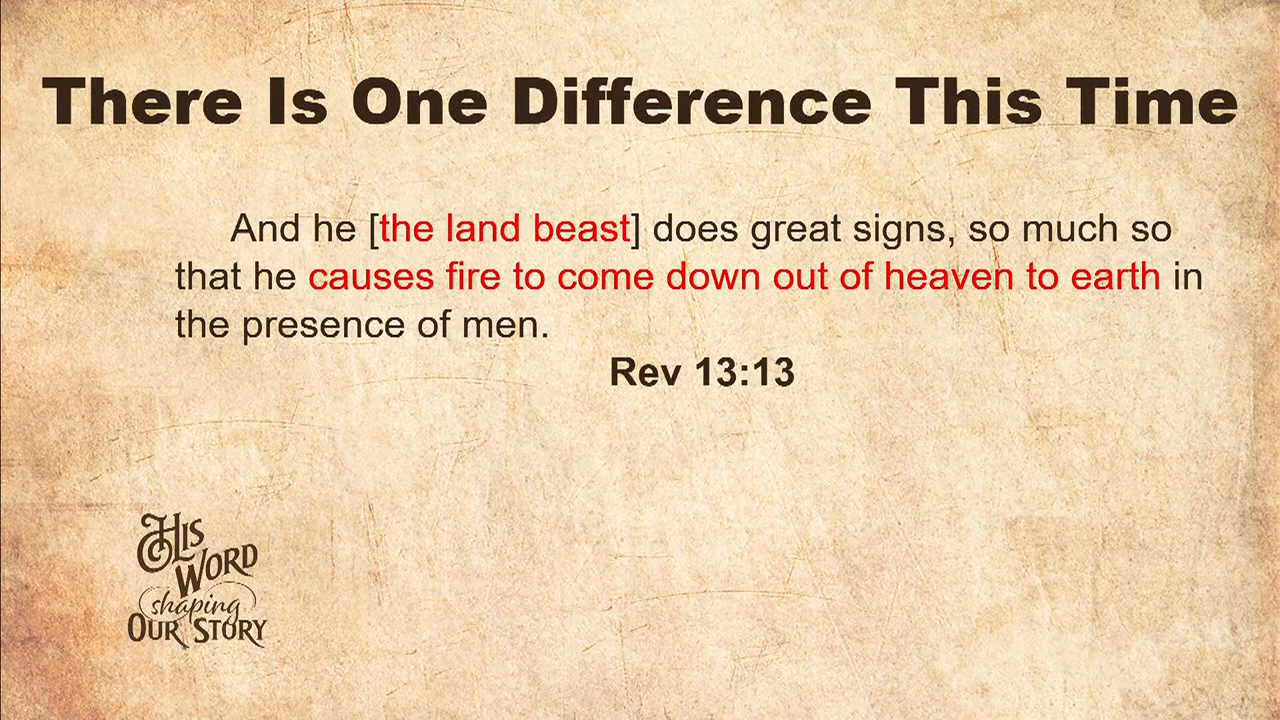 There Is One Difference This Time
And he [the land beast] does great signs, so much so
that he causes fire to come down out of heaven to earth in
the presence of men.
Rev 13:13
His
Word
shaping
Our Story